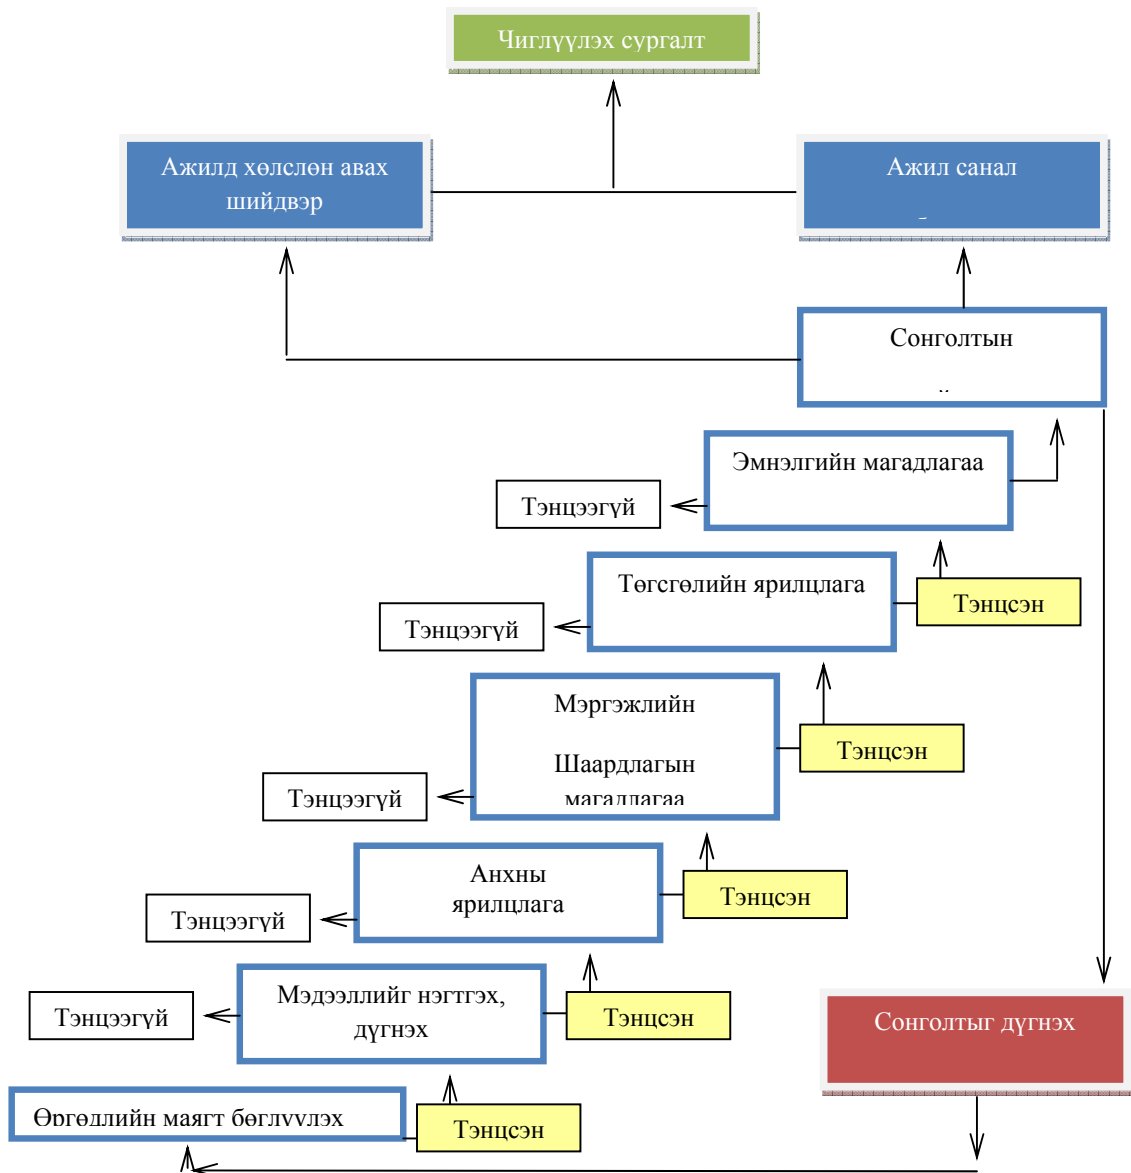 Чиглүүлэх сургалт
Ажилд хөлслөн авах
шийдвэр
Ажил санал
Сонголтын
Эмнэлгийн магадлагаа
Тэнцээгүй
Төгсгөлийн ярилцлага
Тэнцсэн
Тэнцээгүй
Мэргэжлийн
Шаардлагын
магадлагаа
Тэнцсэн
Тэнцээгүй
Анхны
ярилцлага
Тэнцсэн
Тэнцээгүй
Мэдээллийг нэгтгэх,
дүгнэх
Тэнцсэн
Тэнцээгүй
Сонголтыг дүгнэх
Өргөдлийн маягт бөглүүлэх
Тэнцсэн